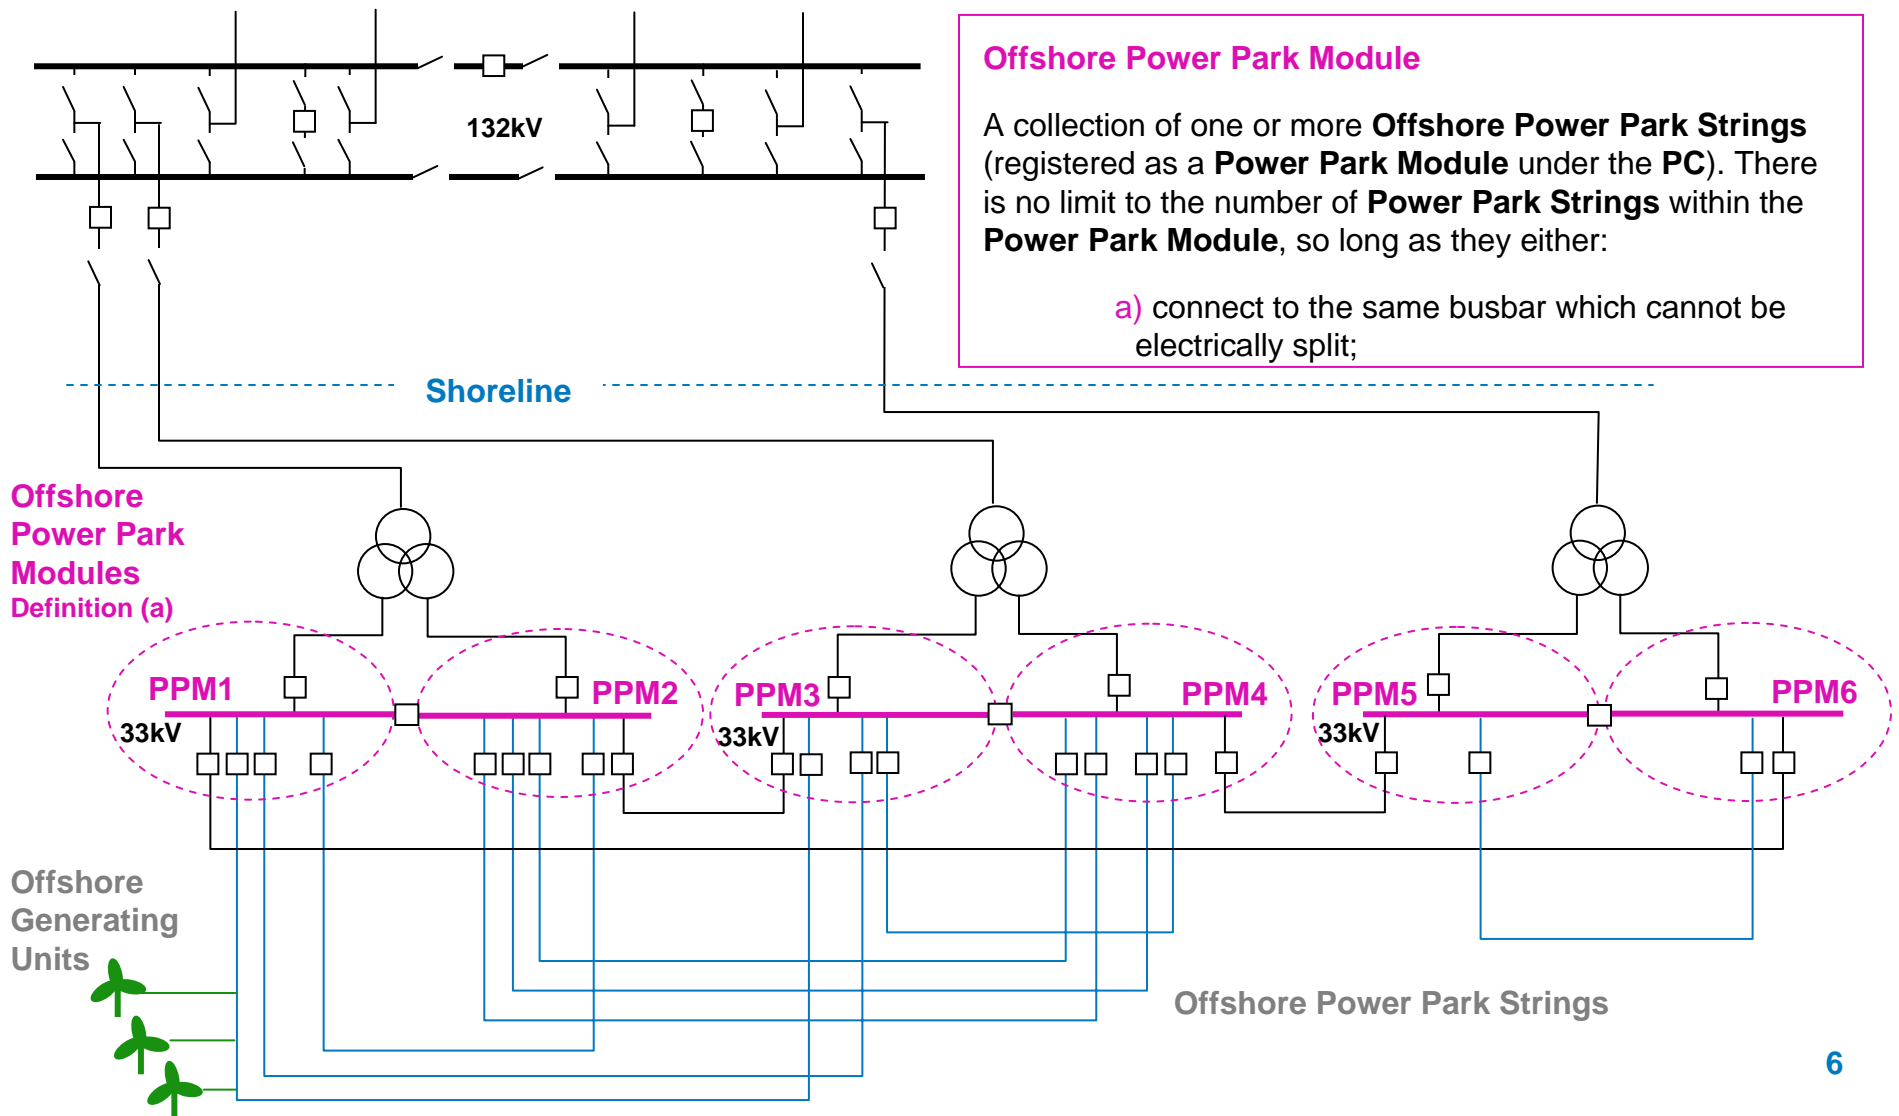 Offshore Power Park Module
A collection of one or more Offshore Power Park Strings
(registered as a Power Park Module under the PC). There
is no limit to the number of Power Park Strings within the
Power Park Module, so long as they either:
a) connect to the same busbar which cannot be
electrically split;
132kV
Shoreline
Offshore
Power Park
Modules
Definition (a)
PPM1
PPM2
PPM3
PPM4
PPM5
PPM6
33kV
33kV
33kV
Offshore
Generating
Units
Offshore Power Park Strings
6